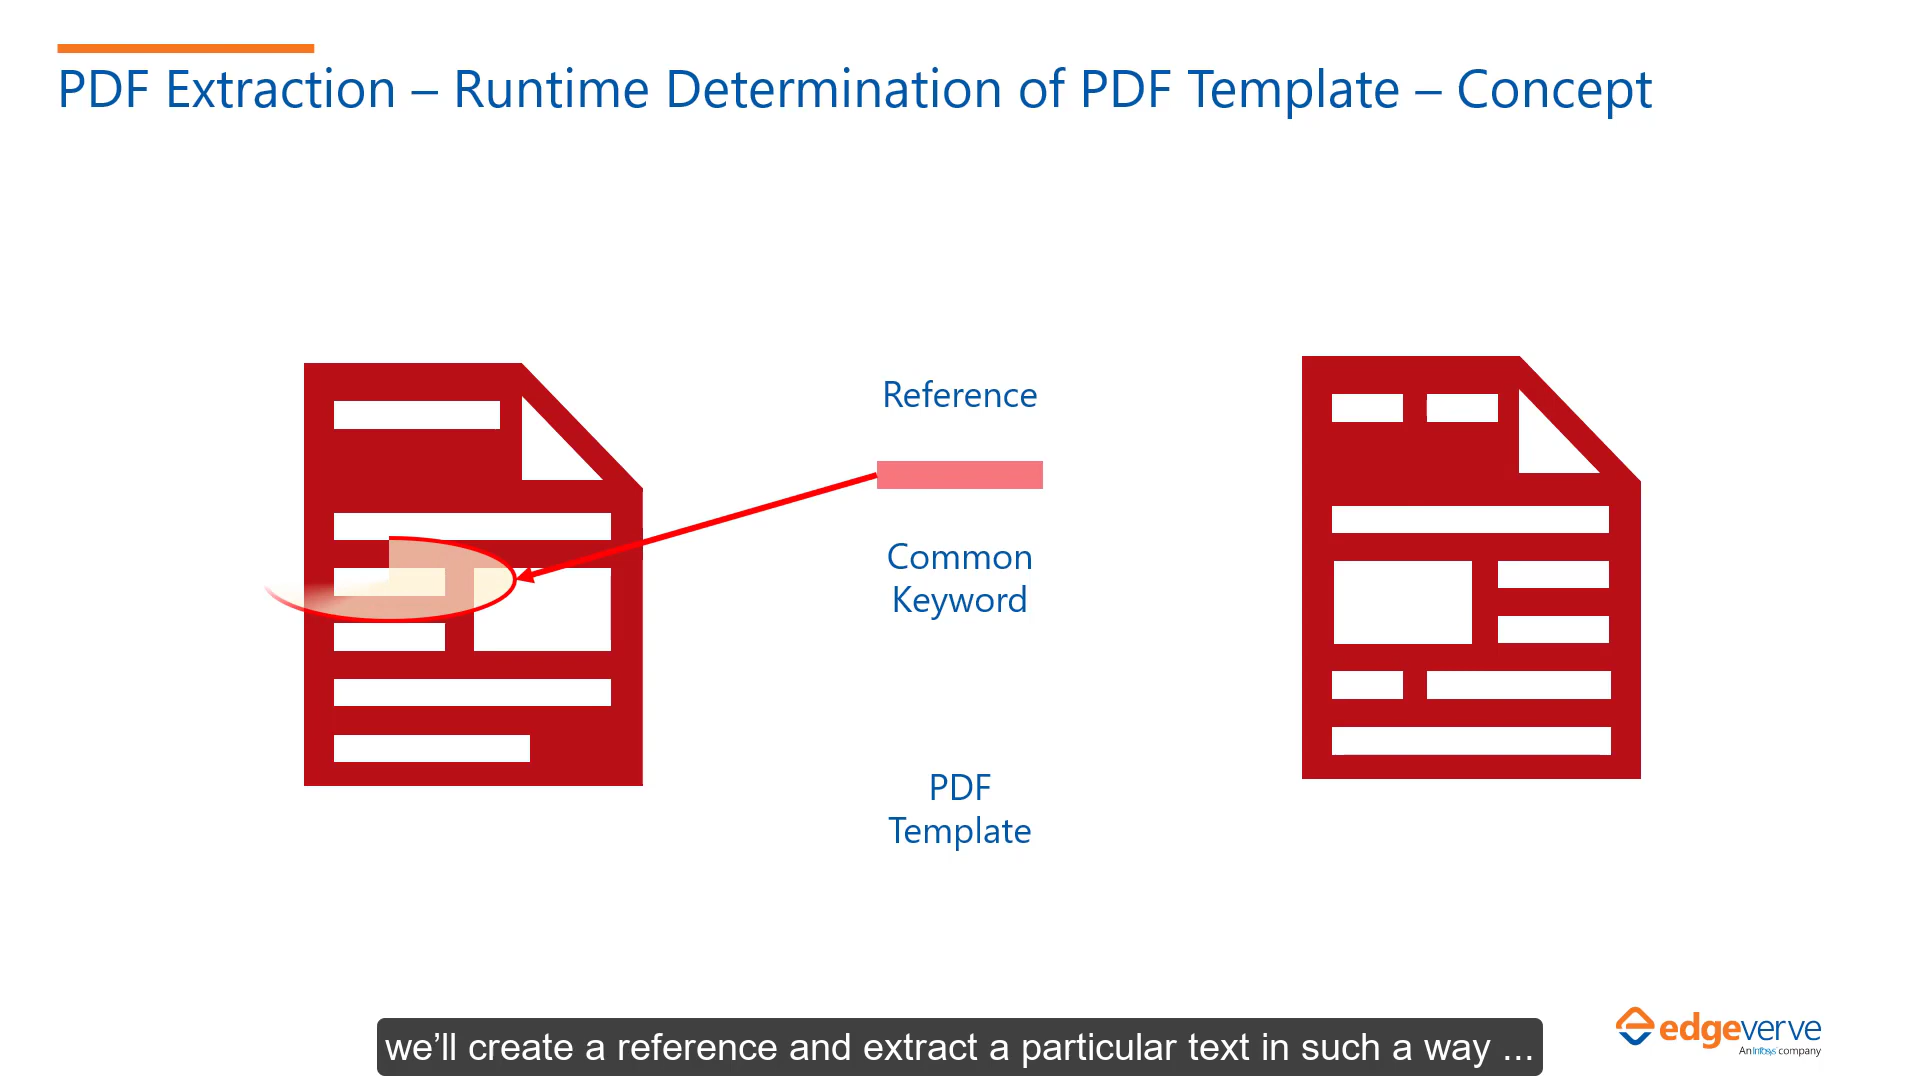 PDF Extraction – Runtime Determination of PDF Template – Concept
Reference
Common
Keyword
PDF
Template
we’ll create a reference and extract a particular text in such a way ...
edgeverve
An Infosys company